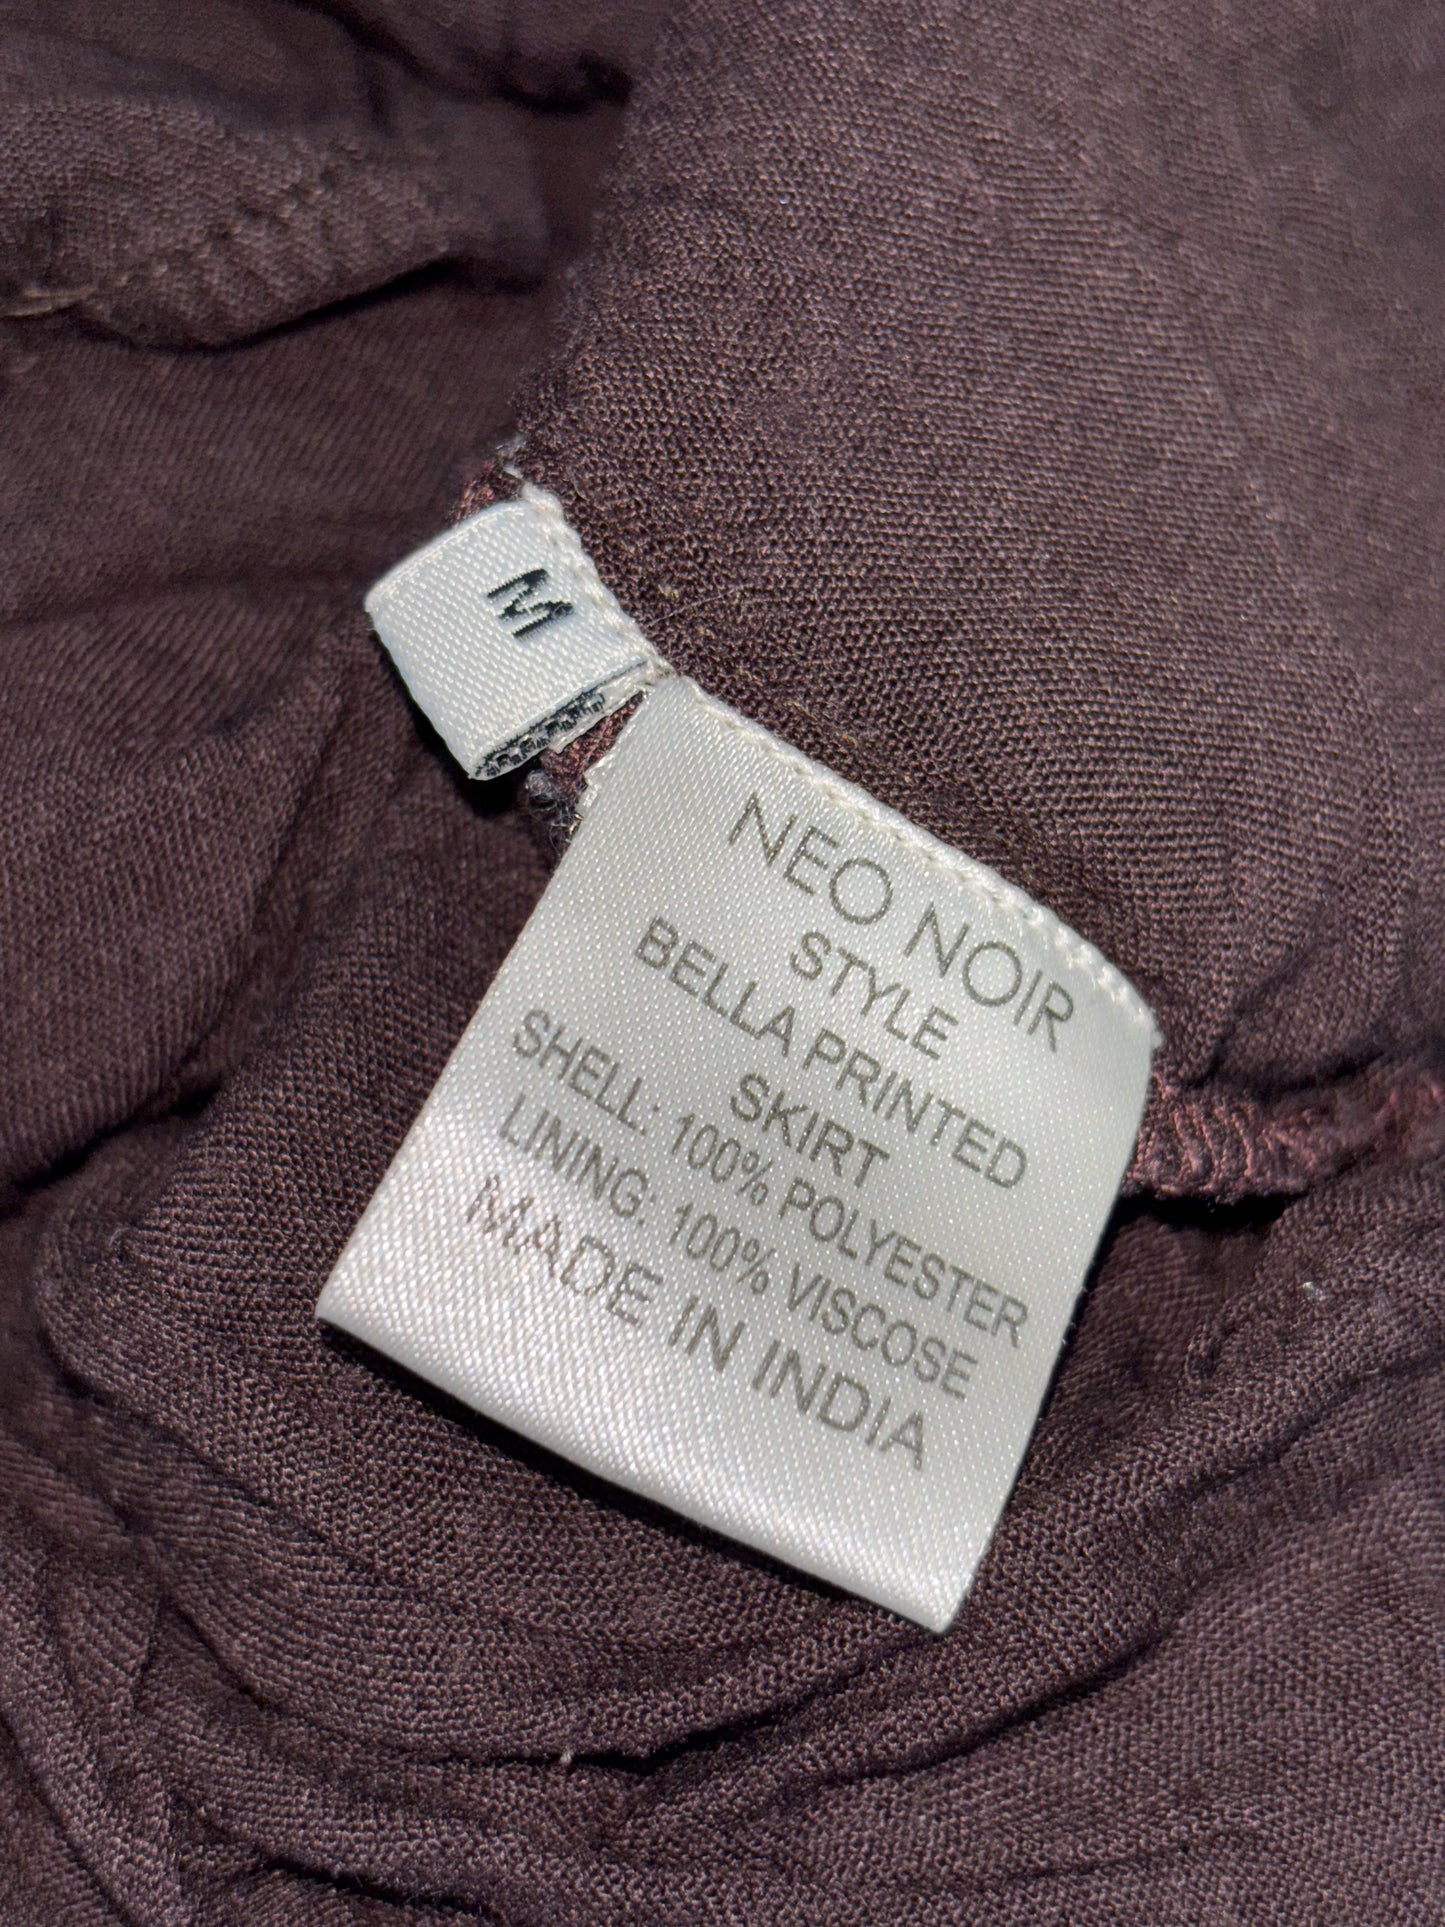 M
NEO NOIR
STYLE
BELLA PRINTED
SKIRT
SHELL: 100% POLYESTER
LINING: 100% VISCOSE
MADE IN INDIA